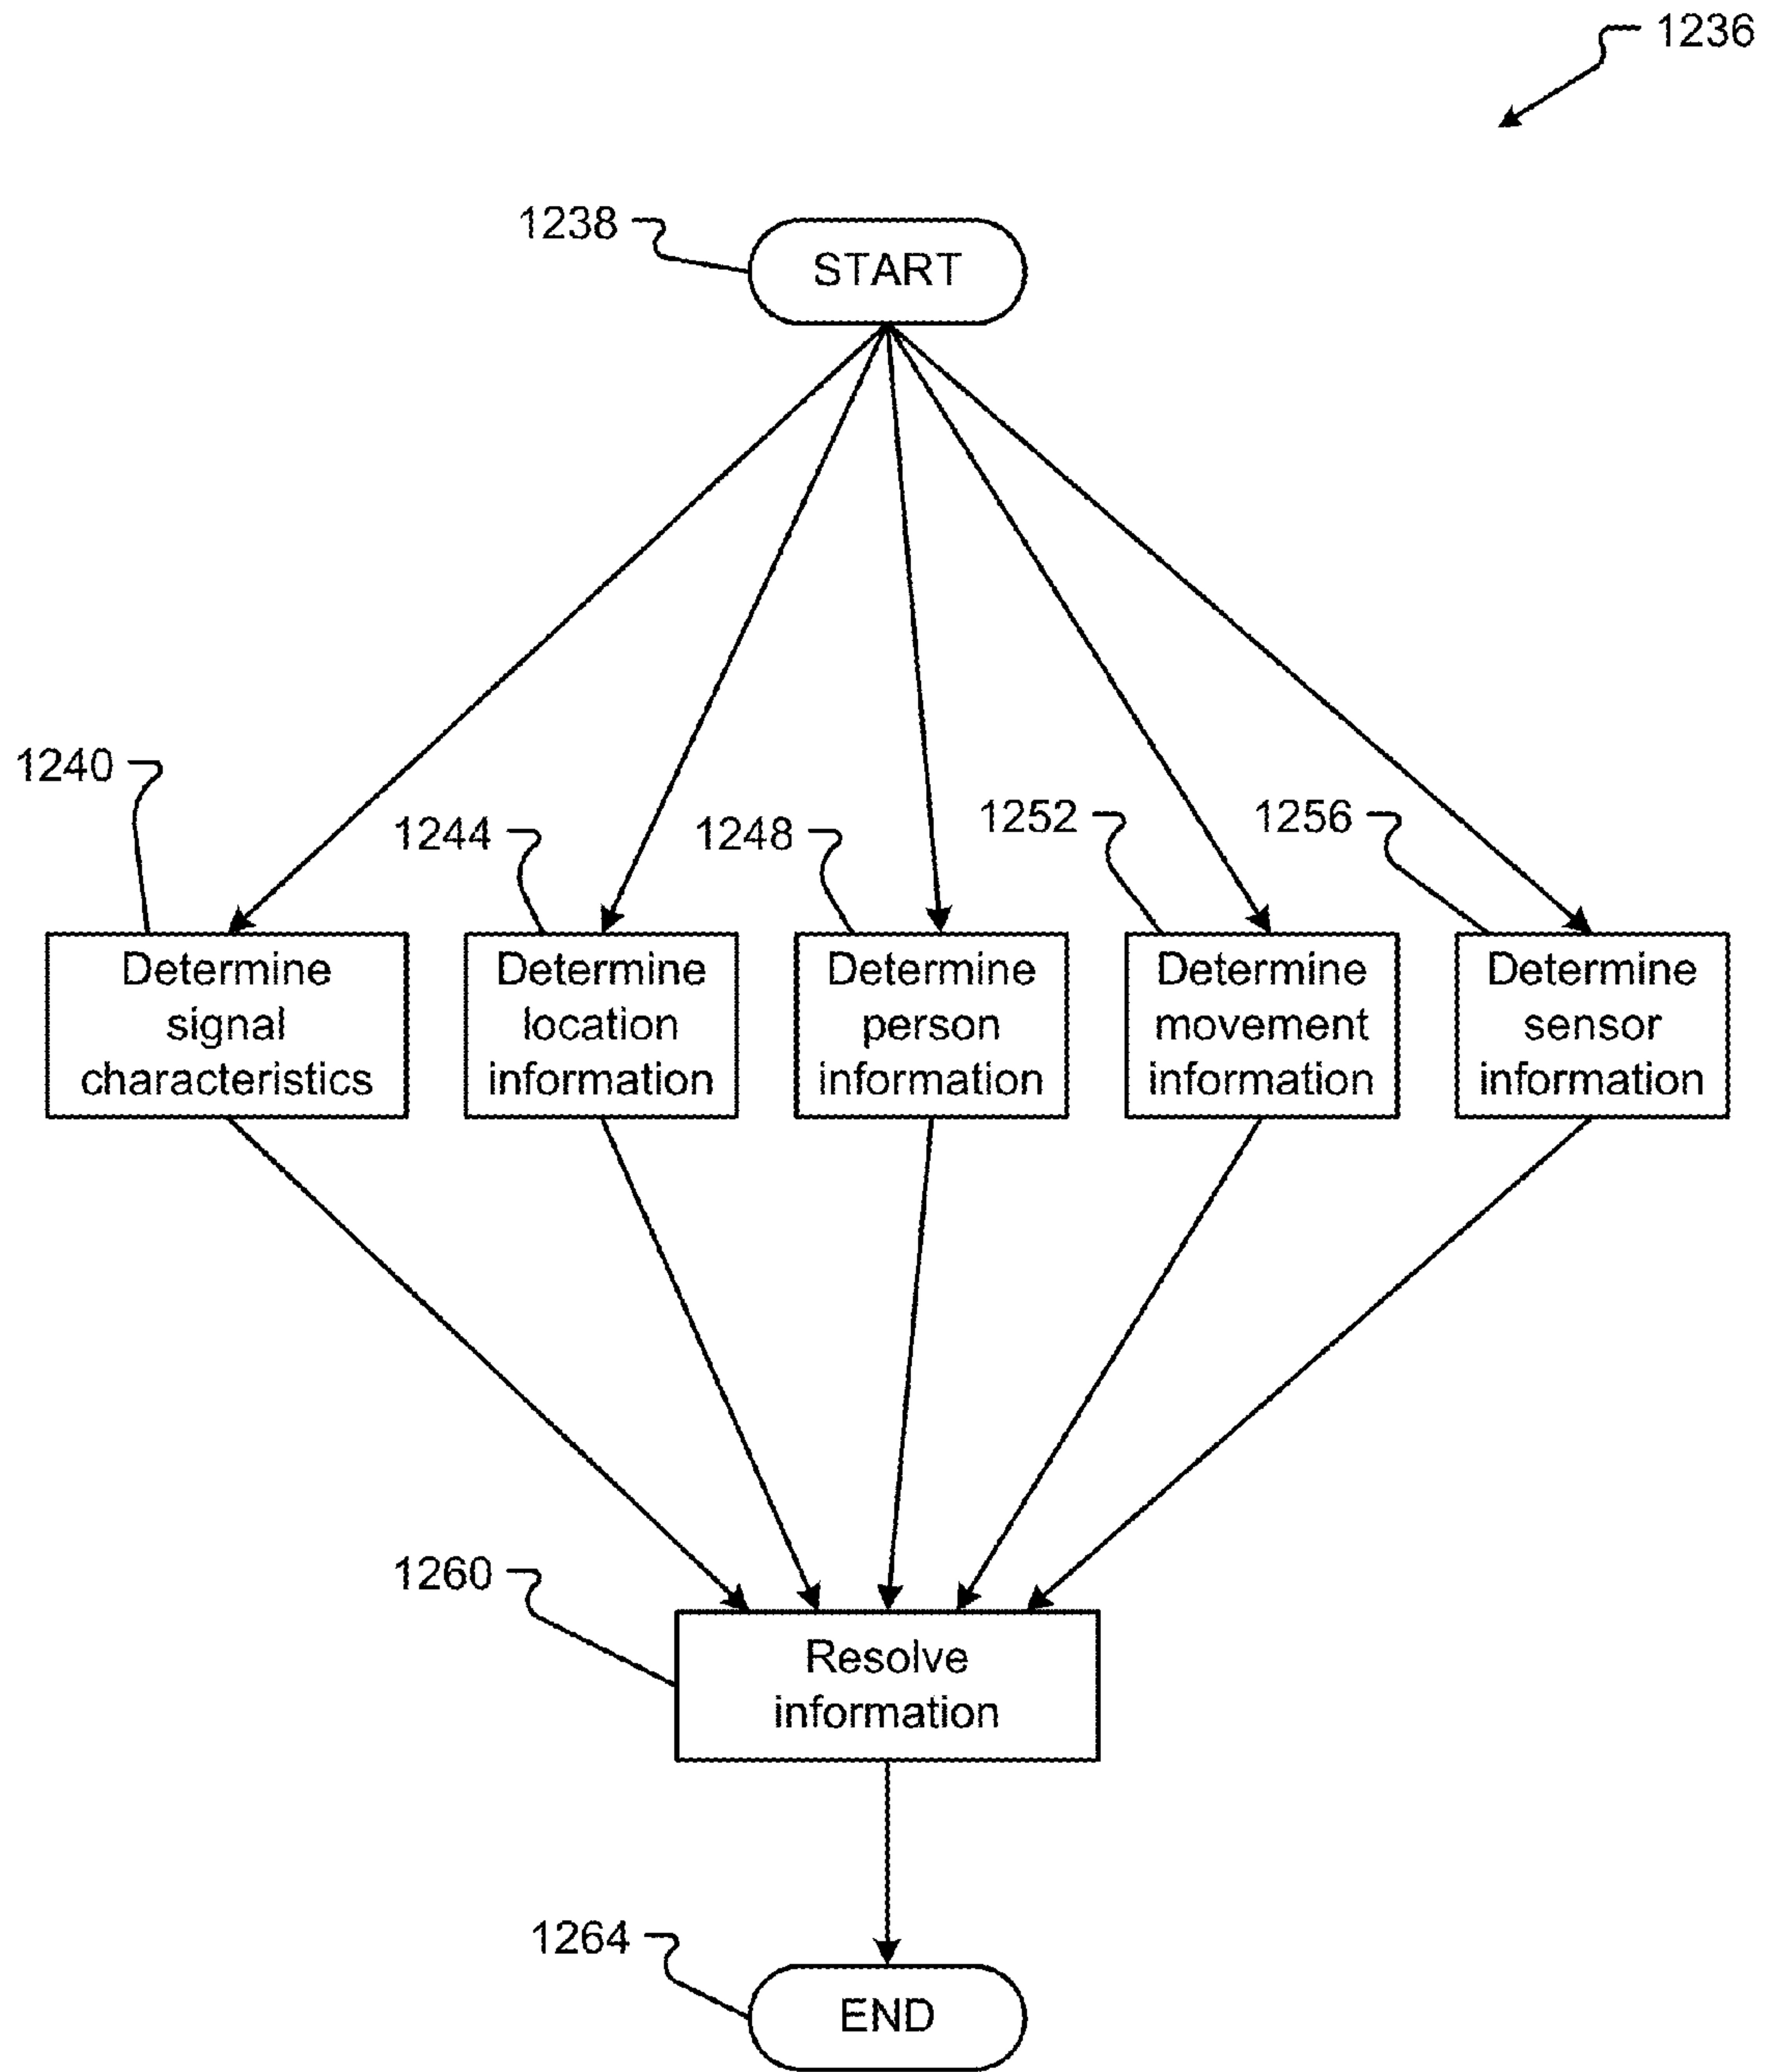 1236
1238
START
1240
1244
1248
1252
1256
Determine
signal
characteristics
Determine
location
information
Determine
person
information
Determine
movement
information
Determine
sensor
information
1260
Resolve
information
1264
END